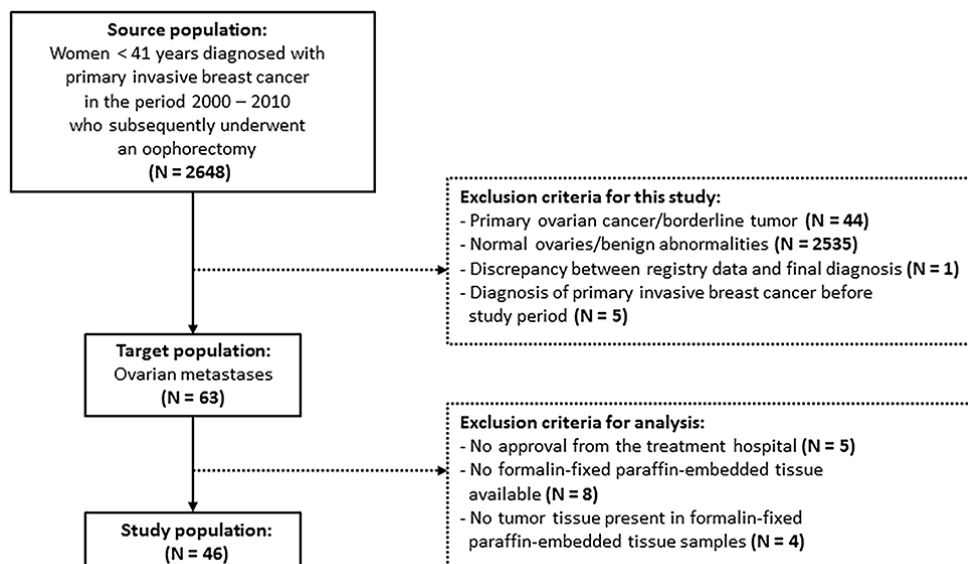 Source population:
Women < 41 years diagnosed with
primary invasive breast cancer
in the period 2000 – 2010
who subsequently underwent
an oophorectomy
(N = 2648)
Exclusion criteria for this study:
- Primary ovarian cancer/borderline tumor (N = 44)
- Normal ovaries/benign abnormalities (N = 2535)
- Discrepancy between registry data and final diagnosis (N = 1)
- Diagnosis of primary invasive breast cancer before
study period (N = 5)
Target population:
Ovarian metastases
(N = 63)
Exclusion criteria for analysis:
- No approval from the treatment hospital (N = 5)
- No formalin-fixed paraffin-embedded tissue
available (N = 8)
- No tumor tissue present in formalin-fixed
paraffin-embedded tissue samples (N = 4)
Study population:
(N = 46)